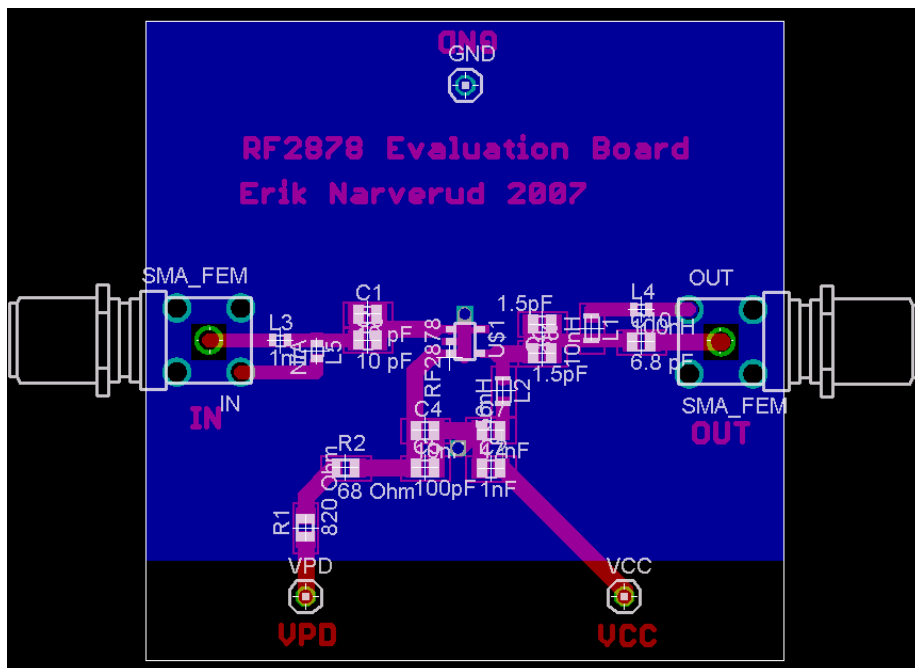 GND
GND
RF2878 Evaluation Board
Erik Narverud 2007
SMA_FEM
C1
L3
L5
N/A
10 pF
pF
RF2878
U$1
1.5pF
1.5pF
10nH
L1
L4
OUT
100nH
6.8 pF
SMA_FEM
OUT
IN
IN
L2
C4
R2
68 Ohm
100pF
1nF
R1
820 Ohm
VPD
VCC
VPD
VCC